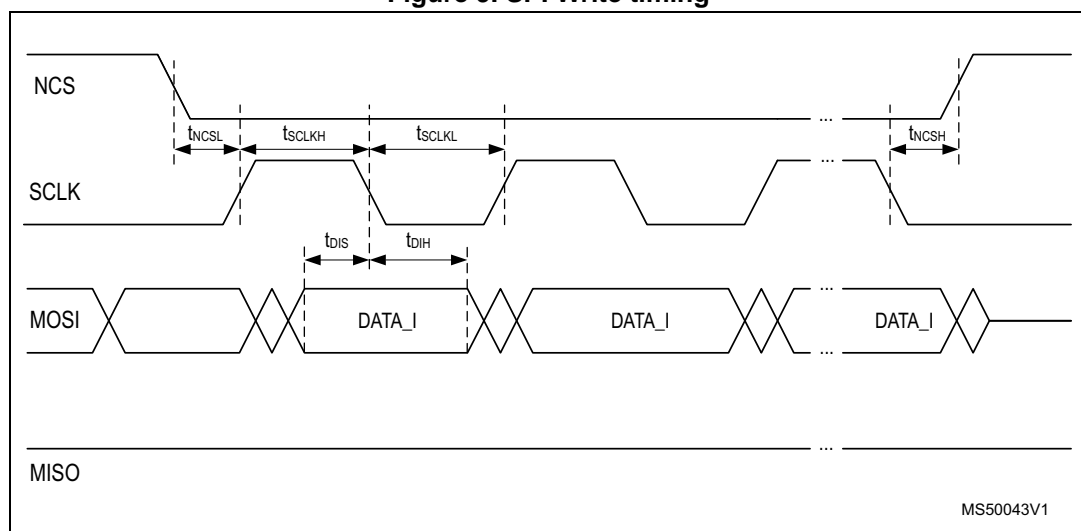 NCS
tNCSL
tSCLKH
tSCLKL
...
tNCSH
SCLK
...
tDIS
tDIH
MOSI
DATA_I
DATA_I
...
DATA_I
...
MISO
...
MS50043V1